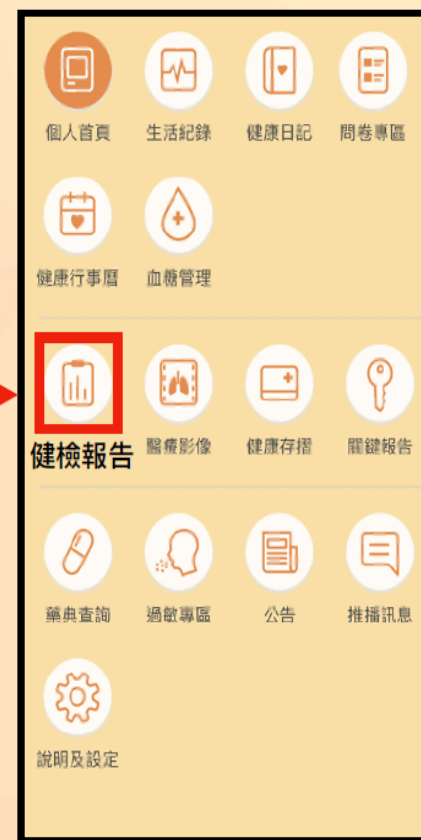 個人首頁 生活紀錄 健康日記 問卷專區
健康行事曆 血糖管理
健檢報告 醫療影像 健康存摺 關鍵報告
藥典查詢 過敏專區 公告 推播訊息
說明及設定